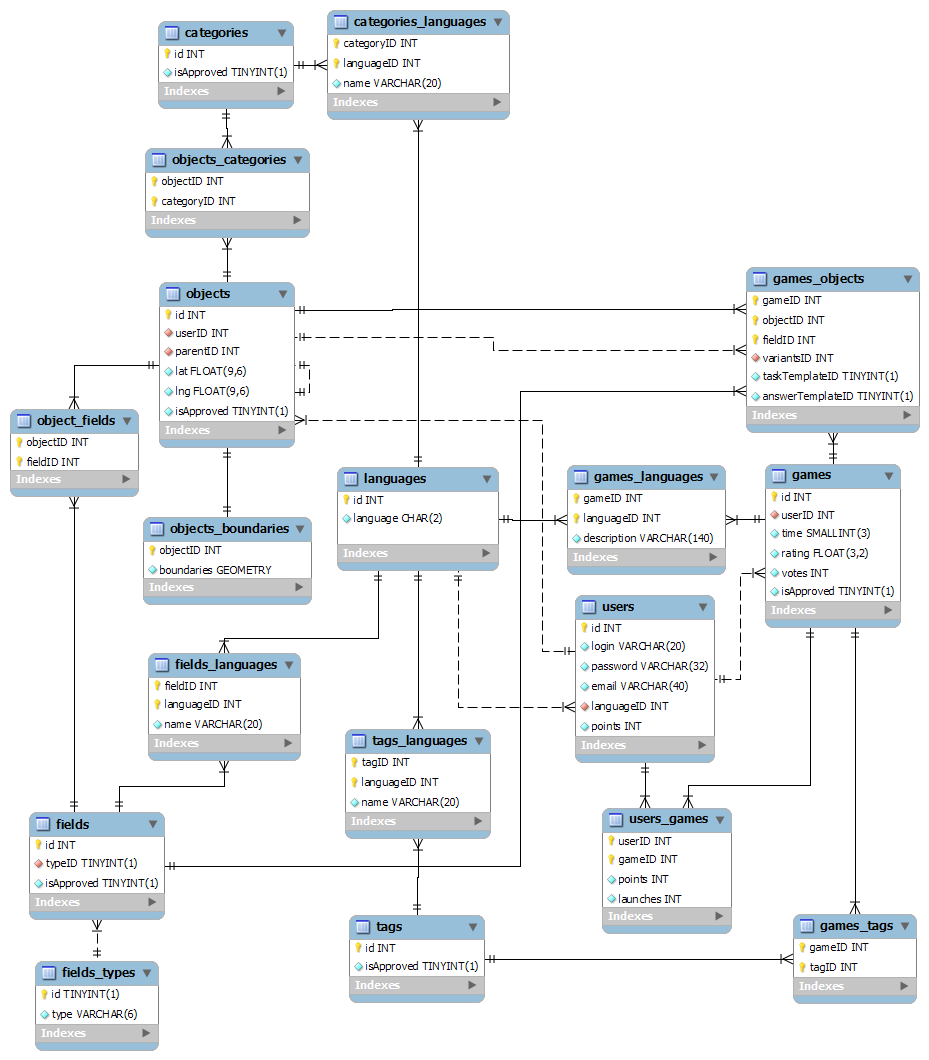 categories
id INT
isApproved TINYINT(1)
Indexes
categories_languages
categoryID INT
languageID INT
name VARCHAR(20)
Indexes
objects_categories
objectID INT
categoryID INT
Indexes
objects
id INT
userID INT
parentID INT
lat FLOAT(9,6)
lng FLOAT(9,6)
isApproved TINYINT(1)
Indexes
games_objects
gameID INT
objectID INT
fieldID INT
variantsID INT
taskTemplateID TINYINT(1)
answerTemplateID TINYINT(1)
Indexes
object_fields
objectID INT
fieldID INT
Indexes
languages
id INT
language CHAR(2)
Indexes
games_languages
gameID INT
languageID INT
description VARCHAR(140)
Indexes
games
id INT
userID INT
time SMALLINT(3)
rating FLOAT(3,2)
votes INT
isApproved TINYINT(1)
Indexes
objects_boundaries
objectID INT
boundaries GEOMETRY
Indexes
users
id INT
login VARCHAR(20)
password VARCHAR(32)
email VARCHAR(40)
languageID INT
points INT
Indexes
fields_languages
fieldID INT
languageID INT
name VARCHAR(20)
Indexes
tags_languages
tagID INT
languageID INT
name VARCHAR(20)
Indexes
fields
id INT
typeID TINYINT(1)
isApproved TINYINT(1)
Indexes
users_games
userID INT
gameID INT
points INT
launches INT
Indexes
tags
id INT
isApproved TINYINT(1)
Indexes
games_tags
gameID INT
tagID INT
Indexes
fields_types
id TINYINT(1)
type VARCHAR(6)
Indexes